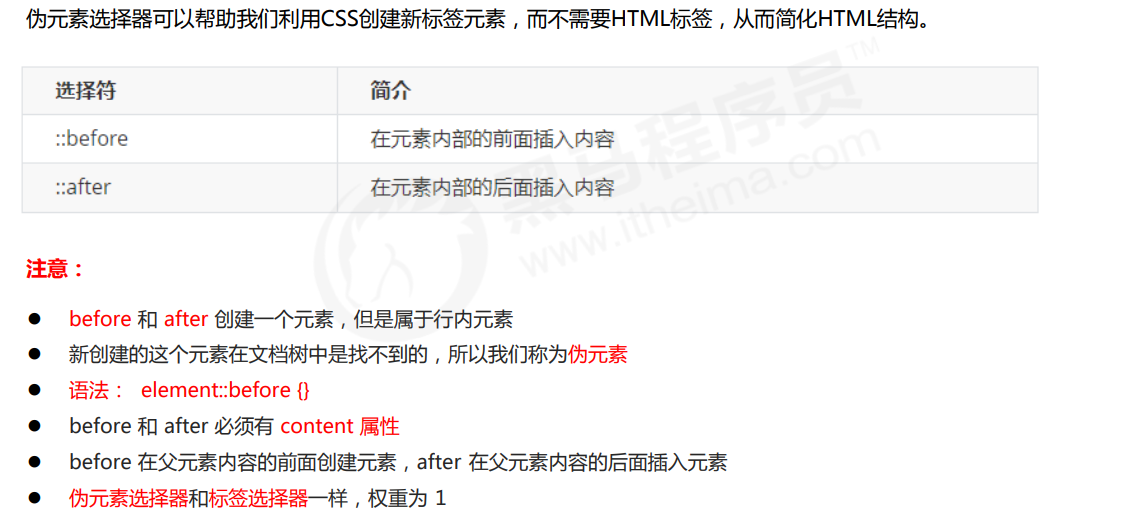 伪元素选择器可以帮助我们利用CSS创建新标签元素，而不需要HTML标签，从而简化HTML结构。
选择符 简介
::before 在元素内部的前面插入内容
::after 在元素内部的后面插入内容
黑马程序员™
www.itheima.com
注意：
● before 和 after 创建一个元素，但是属于行内元素
● 新创建的这个元素在文档树中是找不到的，所以我们称为伪元素
● 语法： element::before {}
● before 和 after 必须有 content 属性
● before 在父元素内容的前面创建元素，after 在父元素内容的后面插入元素
● 伪元素选择器和标签选择器一样，权重为 1